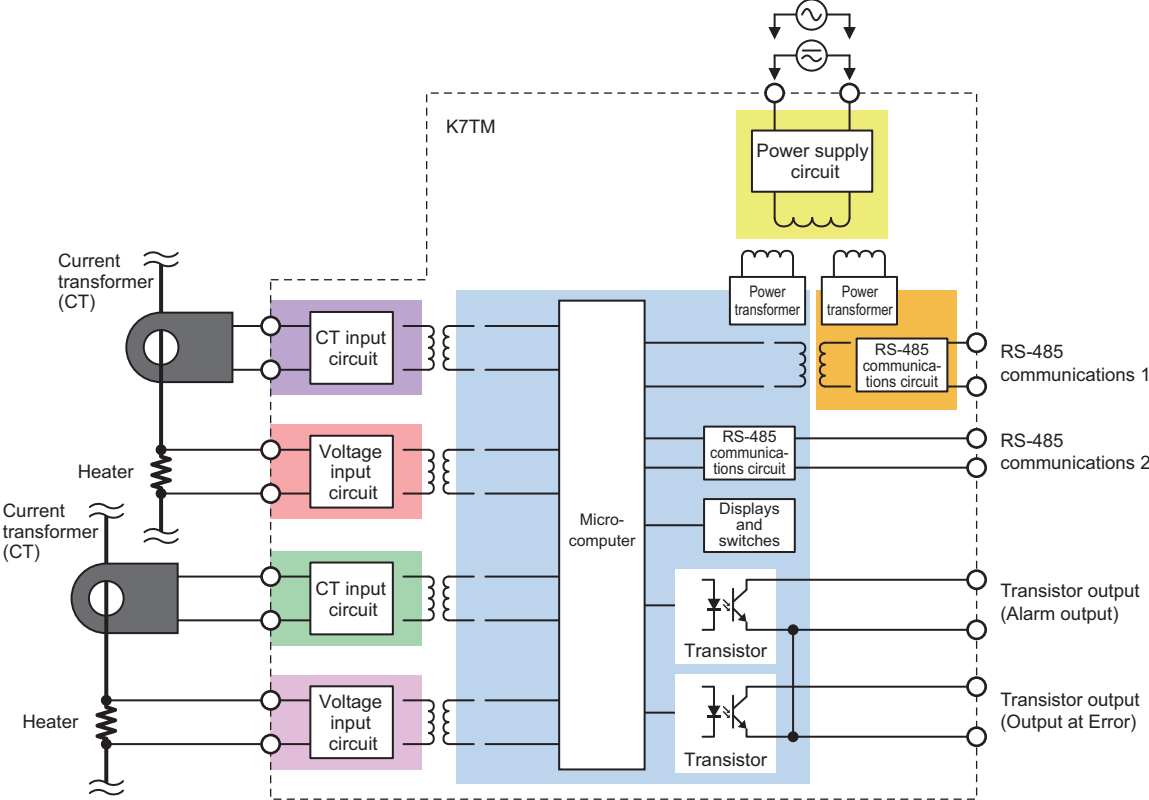 K7TM
Power supply
circuit
Power
transformer
Power
transformer
Current
transformer
(CT)
CT input
circuit
RS-485
communica-
tions circuit
RS-485
communications 1
Voltage
input
circuit
Heater
RS-485
communica-
tions circuit
RS-485
communications 2
Current
transformer
(CT)
Micro-
computer
Displays
and
switches
CT input
circuit
Transistor
Transistor output
(Alarm output)
Voltage
input
circuit
Heater
Transistor
Transistor output
(Output at Error)